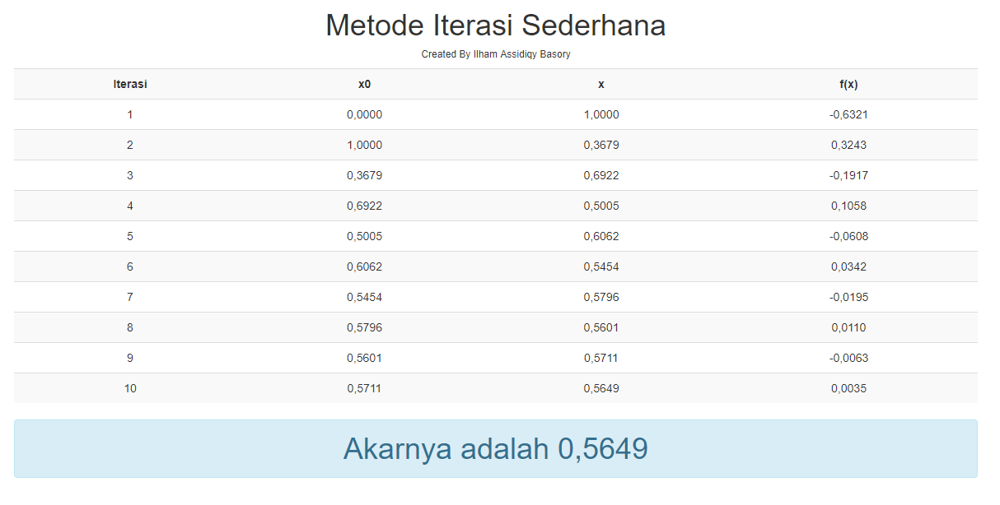 Metode Iterasi Sederhana
Created By Ilham Assidiqy Basory
Iterasi x0 x f(x)
1 0,0000 1,0000 -0,6321
2 1,0000 0,3679 0,3243
3 0,3679 0,6922 -0,1917
4 0,6922 0,5005 0,1058
5 0,5005 0,6062 -0,0608
6 0,6062 0,5454 0,0342
7 0,5454 0,5796 -0,0195
8 0,5796 0,5601 0,0110
9 0,5601 0,5711 -0,0063
10 0,5711 0,5649 0,0035
Akarnya adalah 0,5649